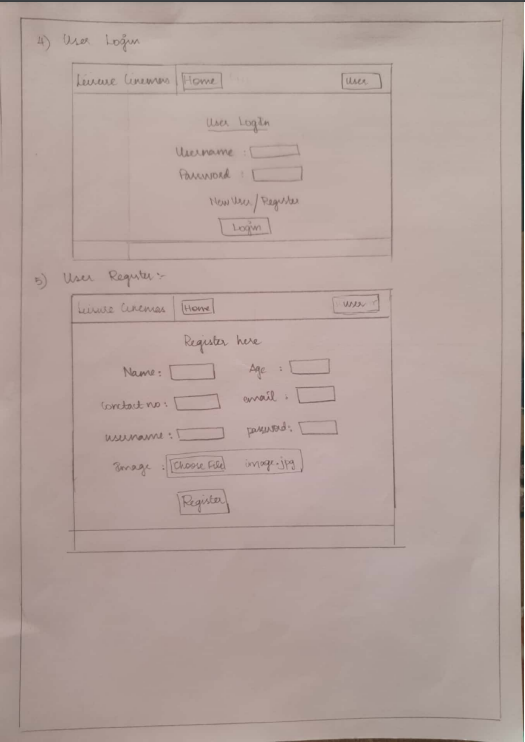 4) User Login
Leisure Cinemas Home User
User Login
Username :
Password :
New User/Register
Login
5) User Register :-
Leisure Cinemas Home User
Register here
Name : Age :
Contact no : email :
username : password :
Image : Choose File image.jpg
Register